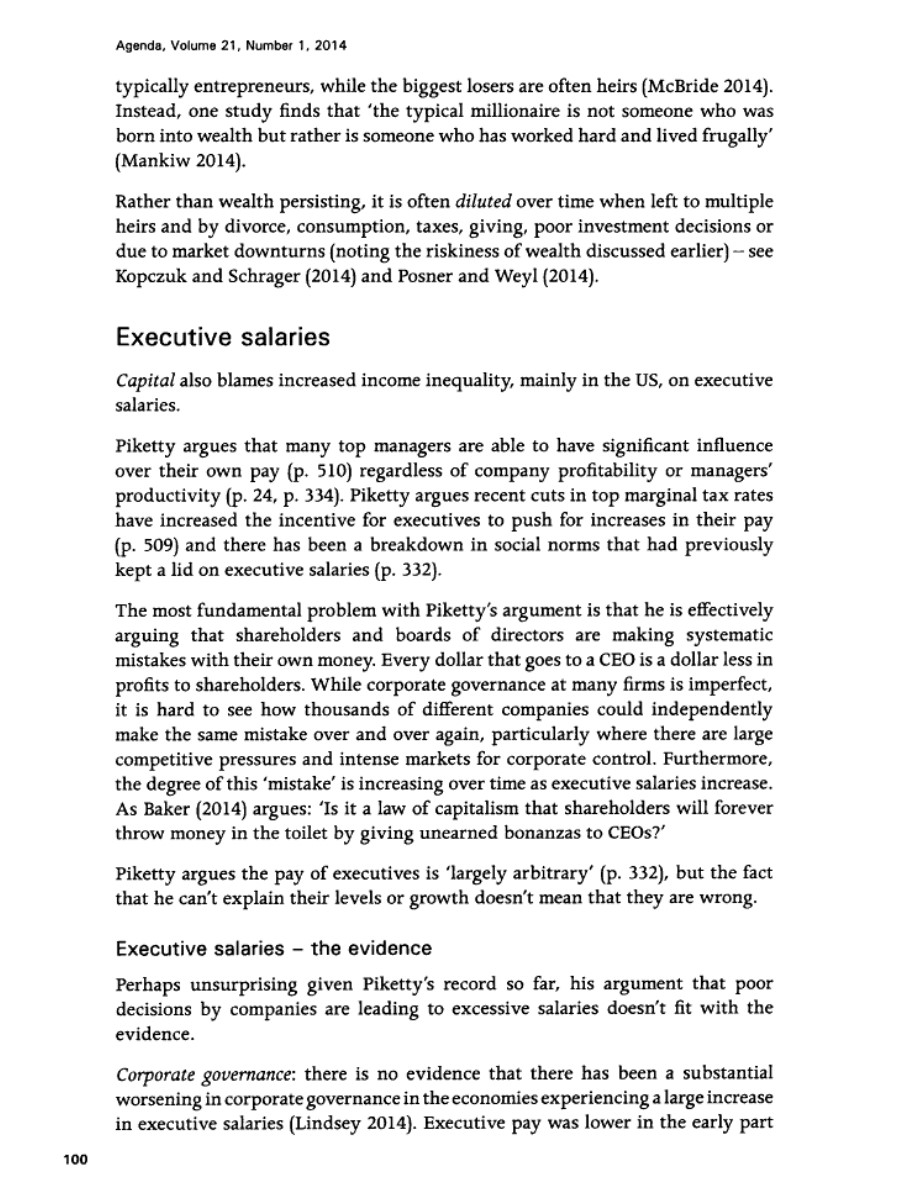 Agenda, Volume 21, Number 1, 2014
typically entrepreneurs, while the biggest losers are often heirs (McBride 2014).
Instead, one study finds that ‘the typical millionaire is not someone who was
born into wealth but rather is someone who has worked hard and lived frugally’
(Mankiw 2014).
Rather than wealth persisting, it is often diluted over time when left to multiple
heirs and by divorce, consumption, taxes, giving, poor investment decisions or
due to market downturns (noting the riskiness of wealth discussed earlier) – see
Kopczuk and Schrager (2014) and Posner and Weyl (2014).
Executive salaries
Capital also blames increased income inequality, mainly in the US, on executive
salaries.
Piketty argues that many top managers are able to have significant influence
over their own pay (p. 510) regardless of company profitability or managers’
productivity (p. 24, p. 334). Piketty argues recent cuts in top marginal tax rates
have increased the incentive for executives to push for increases in their pay
(p. 509) and there has been a breakdown in social norms that had previously
kept a lid on executive salaries (p. 332).
The most fundamental problem with Piketty’s argument is that he is effectively
arguing that shareholders and boards of directors are making systematic
mistakes with their own money. Every dollar that goes to a CEO is a dollar less in
profits to shareholders. While corporate governance at many firms is imperfect,
it is hard to see how thousands of different companies could independently
make the same mistake over and over again, particularly where there are large
competitive pressures and intense markets for corporate control. Furthermore,
the degree of this ‘mistake’ is increasing over time as executive salaries increase.
As Baker (2014) argues: ‘Is it a law of capitalism that shareholders will forever
throw money in the toilet by giving unearned bonanzas to CEOs?’
Piketty argues the pay of executives is ‘largely arbitrary’ (p. 332), but the fact
that he can’t explain their levels or growth doesn’t mean that they are wrong.
Executive salaries – the evidence
Perhaps unsurprising given Piketty’s record so far, his argument that poor
decisions by companies are leading to excessive salaries doesn’t fit with the
evidence.
Corporate governance: there is no evidence that there has been a substantial
worsening in corporate governance in the economies experiencing a large increase
in executive salaries (Lindsey 2014). Executive pay was lower in the early part
100